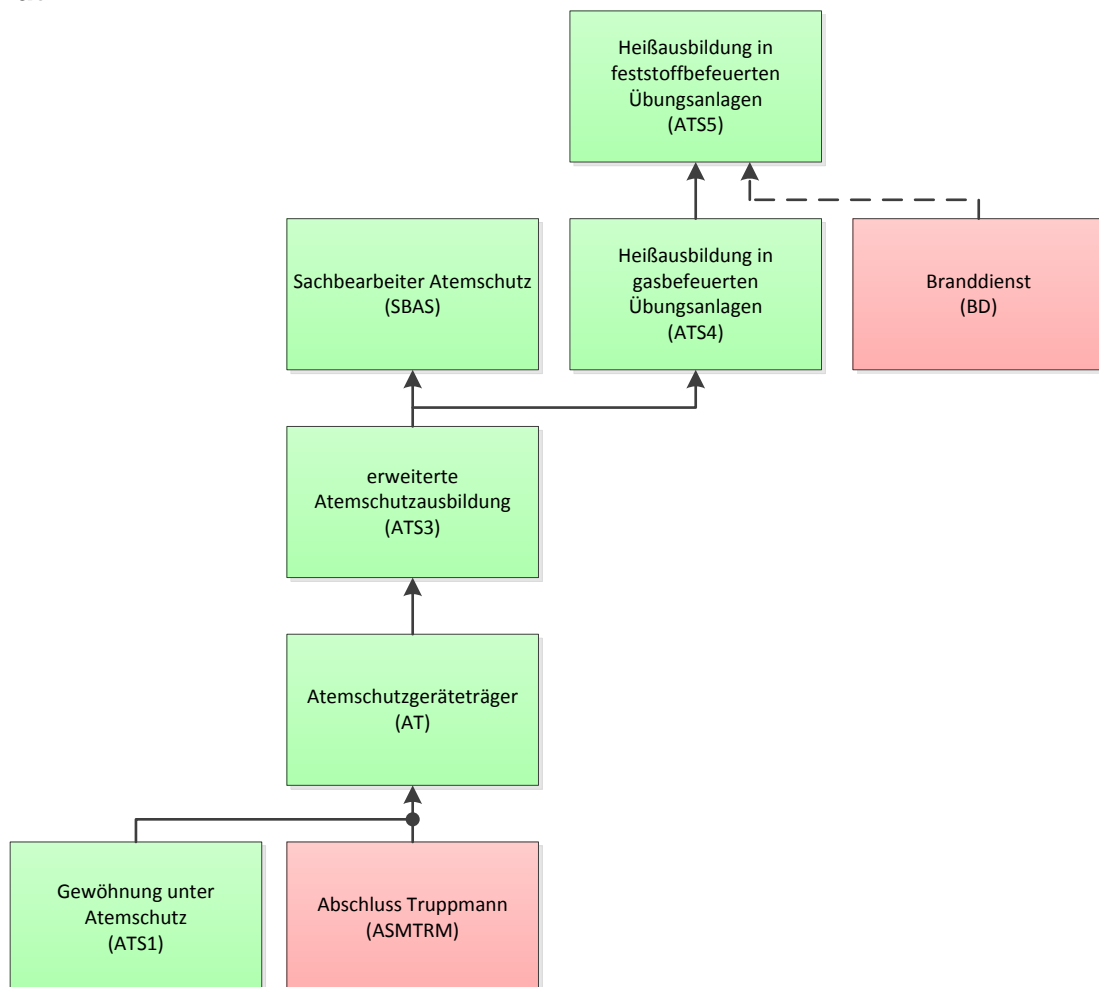 Heißausbildung in
feststoffbefeuerten
Übungsanlagen
(ATS5)
Sachbearbeiter Atemschutz
(SBAS)
Heißausbildung in
gasbefeuerten
Übungsanlagen
(ATS4)
Branddienst
(BD)
erweiterte
Atemschutzausbildung
(ATS3)
Atemschutzgeräteträger
(AT)
Gewöhnung unter
Atemschutz
(ATS1)
Abschluss Truppmann
(ASMTRM)